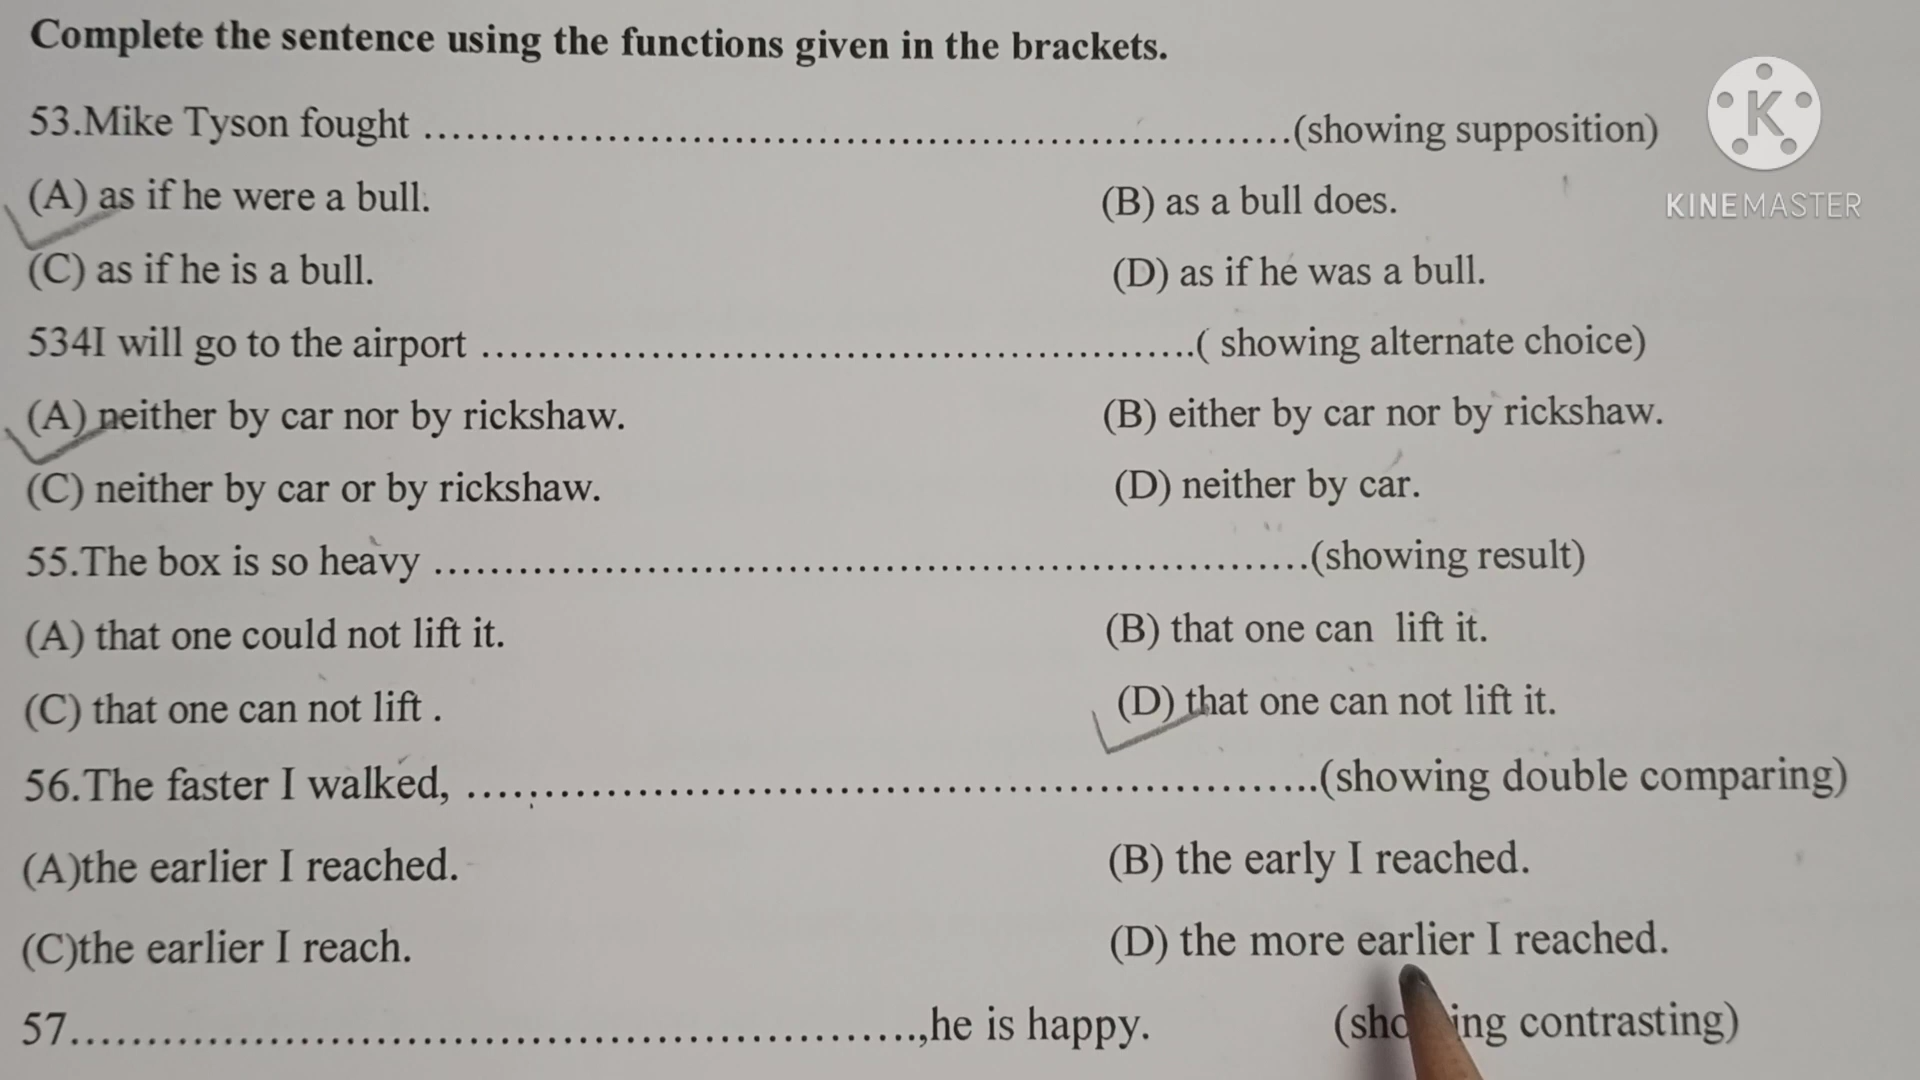 Complete the sentence using the functions given in the brackets.
53.Mike Tyson fought ..........................................................(showing supposition)
(A) as if he were a bull. (B) as a bull does.
(C) as if he is a bull. (D) as if he was a bull.
534I will go to the airport ................................................( showing alternate choice)
(A) neither by car nor by rickshaw. (B) either by car nor by rickshaw.
(C) neither by car or by rickshaw. (D) neither by car.
55.The box is so heavy ..........................................................(showing result)
(A) that one could not lift it. (B) that one can lift it.
(C) that one can not lift . (D) that one can not lift it.
56.The faster I walked, .........................................................(showing double comparing)
(A)the earlier I reached. (B) the early I reached.
(C)the earlier I reach. (D) the more earlier I reached.
57........................................................,he is happy. contrasting)
KINEMASTER